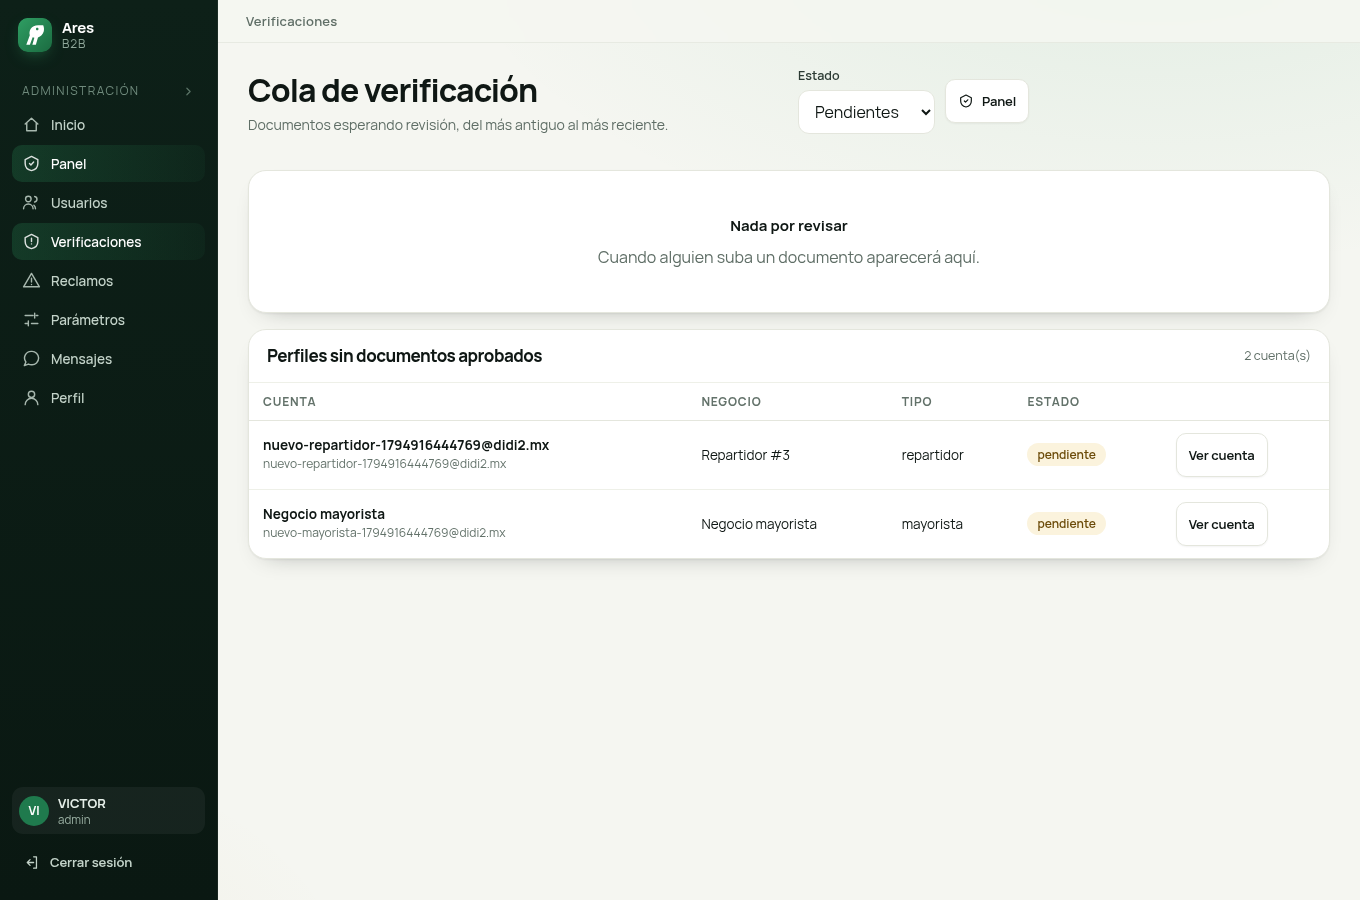 Ares
B2B
ADMINISTRACIÓN
Inicio
Panel
Usuarios
Verificaciones
Reclamos
Parámetros
Mensajes
Perfil
VI
VICTOR
admin
Cerrar sesión
Verificaciones
Cola de verificación
Documentos esperando revisión, del más antiguo al más reciente.
Estado
Pendientes
Panel
Nada por revisar
Cuando alguien suba un documento aparecerá aquí.
Perfiles sin documentos aprobados
2 cuenta(s)
CUENTA NEGOCIO TIPO ESTADO
nuevo-repartidor-1794916444769@didi2.mx
nuevo-repartidor-1794916444769@didi2.mx
Repartidor #3
repartidor
pendiente
Ver cuenta
Negocio mayorista
nuevo-mayorista-1794916444769@didi2.mx
Negocio mayorista
mayorista
pendiente
Ver cuenta